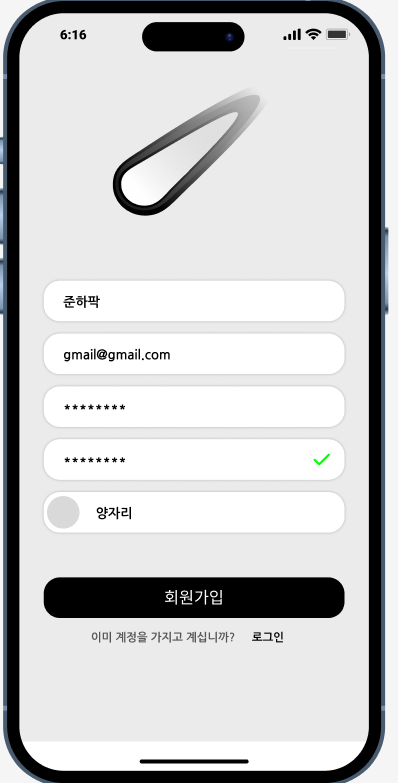 6:16
준하팍
gmail@gmail.com
********
********
양자리
회원가입
이미 계정을 가지고 계십니까? 로그인